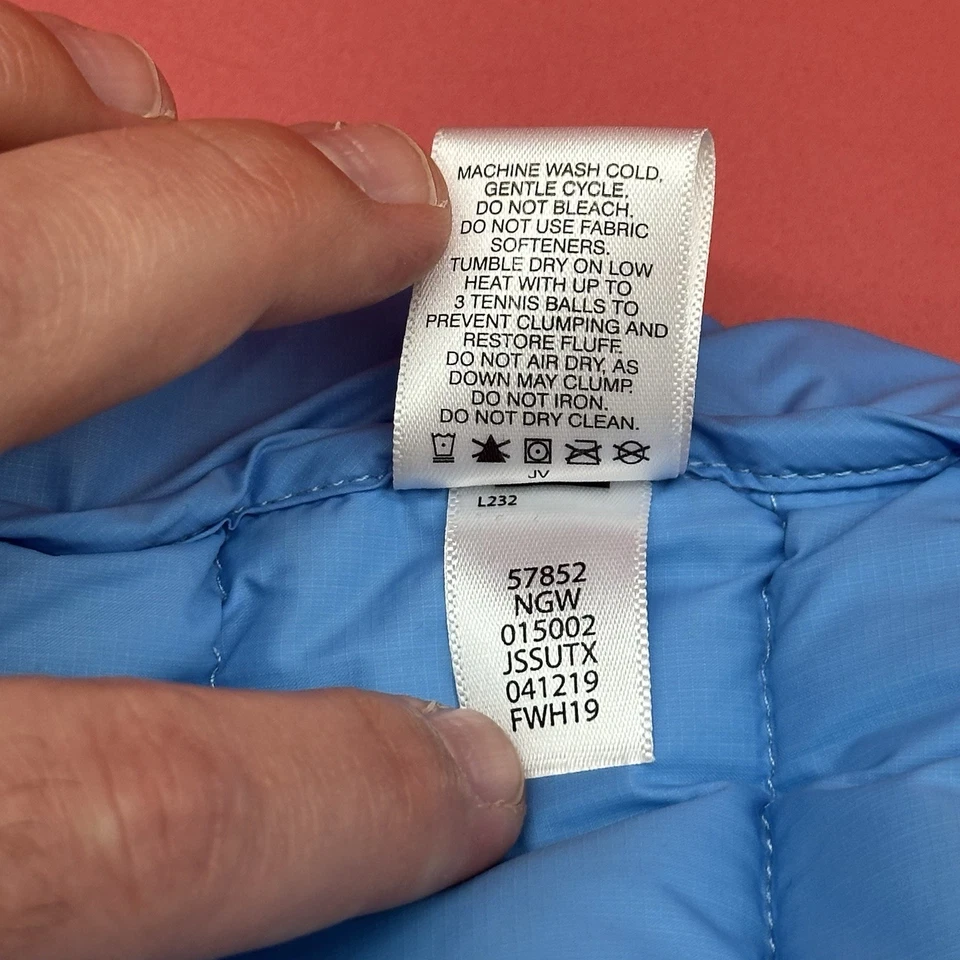 MACHINE WASH COLD,
GENTLE CYCLE.
DO NOT BLEACH.
DO NOT USE FABRIC
SOFTENERS.
TUMBLE DRY ON LOW
HEAT WITH UP TO
3 TENNIS BALLS TO
PREVENT CLUMPING AND
RESTORE FLUFF.
DO NOT AIR DRY, AS
DOWN MAY CLUMP.
DO NOT IRON.
DO NOT DRY CLEAN.
JV
L232
57852
NGW
015002
JSSUTX
041219
FWH19